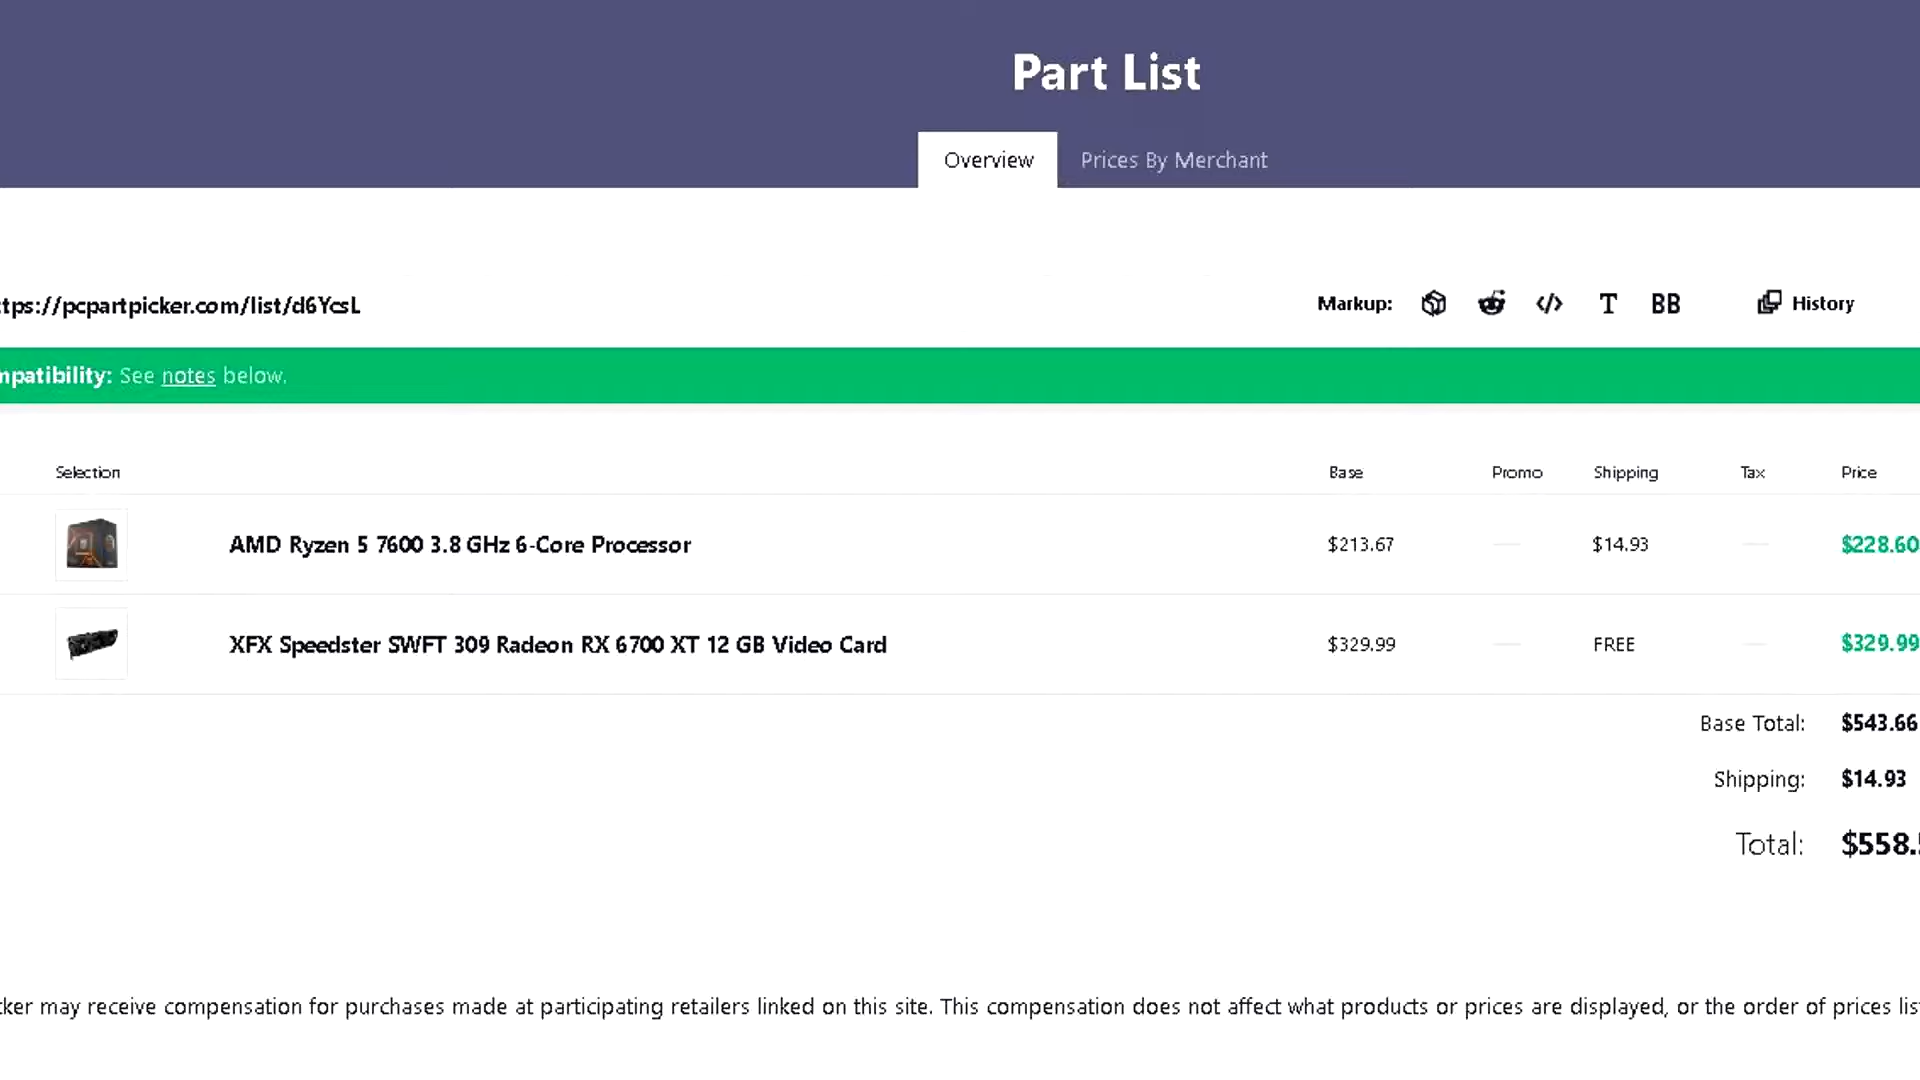 Part List
Overview Prices By Merchant
tps://pcpartpicker.com/list/d6YcsL
Markup: T BB History
mpatibility: See notes below.
Selection Base Promo Shipping Tax Price
AMD Ryzen 5 7600 3.8 GHz 6-Core Processor $213.67 — $14.93 — $228.60
XFX Speedster SWFT 309 Radeon RX 6700 XT 12 GB Video Card $329.99 — FREE — $329.99
Base Total: $543.66
Shipping: $14.93
Total: $558.
ker may receive compensation for purchases made at participating retailers linked on this site. This compensation does not affect what products or prices are displayed, or the order of prices lis